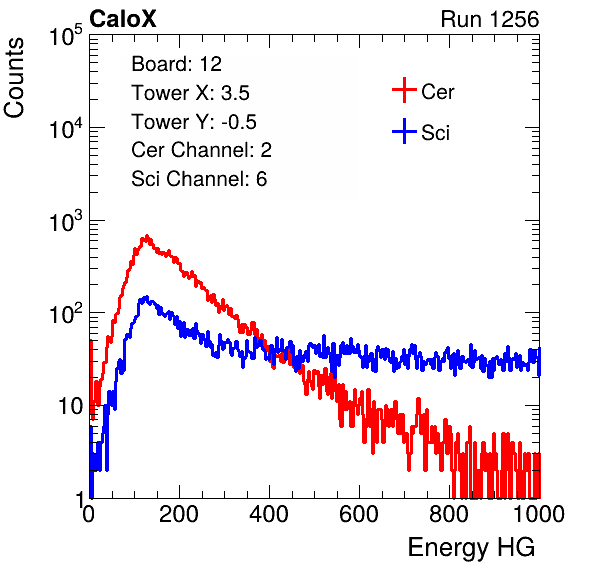 CaloX Run 1256
Counts
10^5
10^4
10^3
10^2
10
1
Board: 12
Tower X: 3.5
Tower Y: -0.5
Cer Channel: 2
Sci Channel: 6
Cer
Sci
0 200 400 600 800 1000
Energy HG